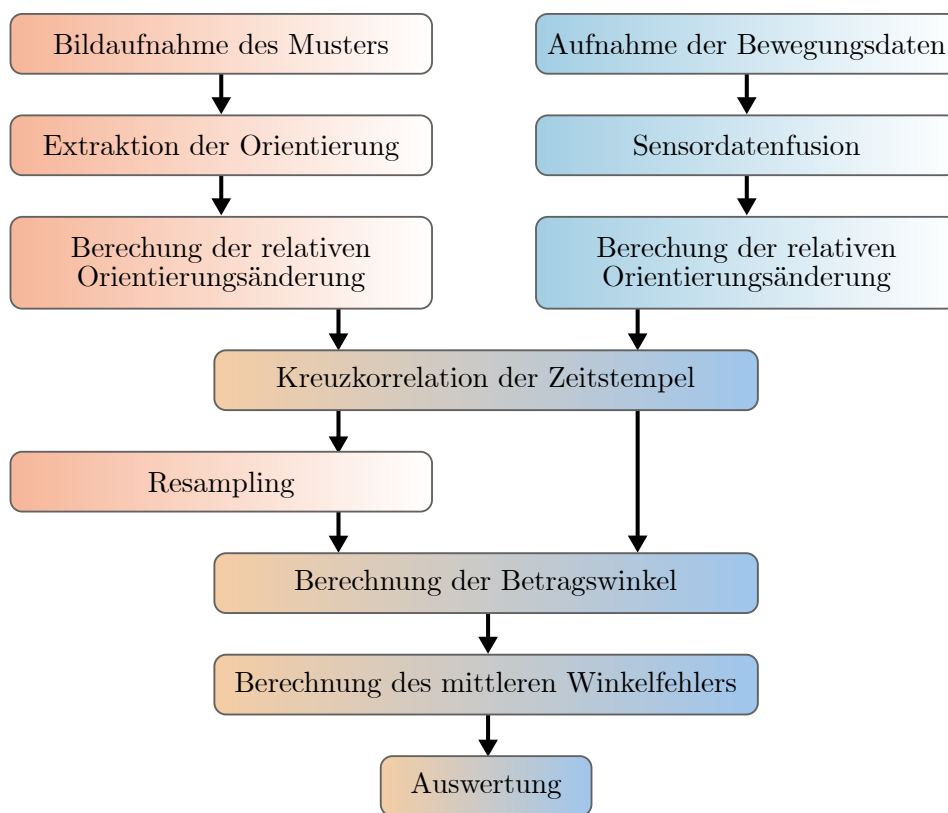 Bildaufnahme des Musters
Aufnahme der Bewegungsdaten
Extraktion der Orientierung
Sensordatenfusion
Berechung der relativen
Orientierungsänderung
Berechung der relativen
Orientierungsänderung
Kreuzkorrelation der Zeitstempel
Resampling
Berechnung der Betragswinkel
Berechnung des mittleren Winkelfehlers
Auswertung